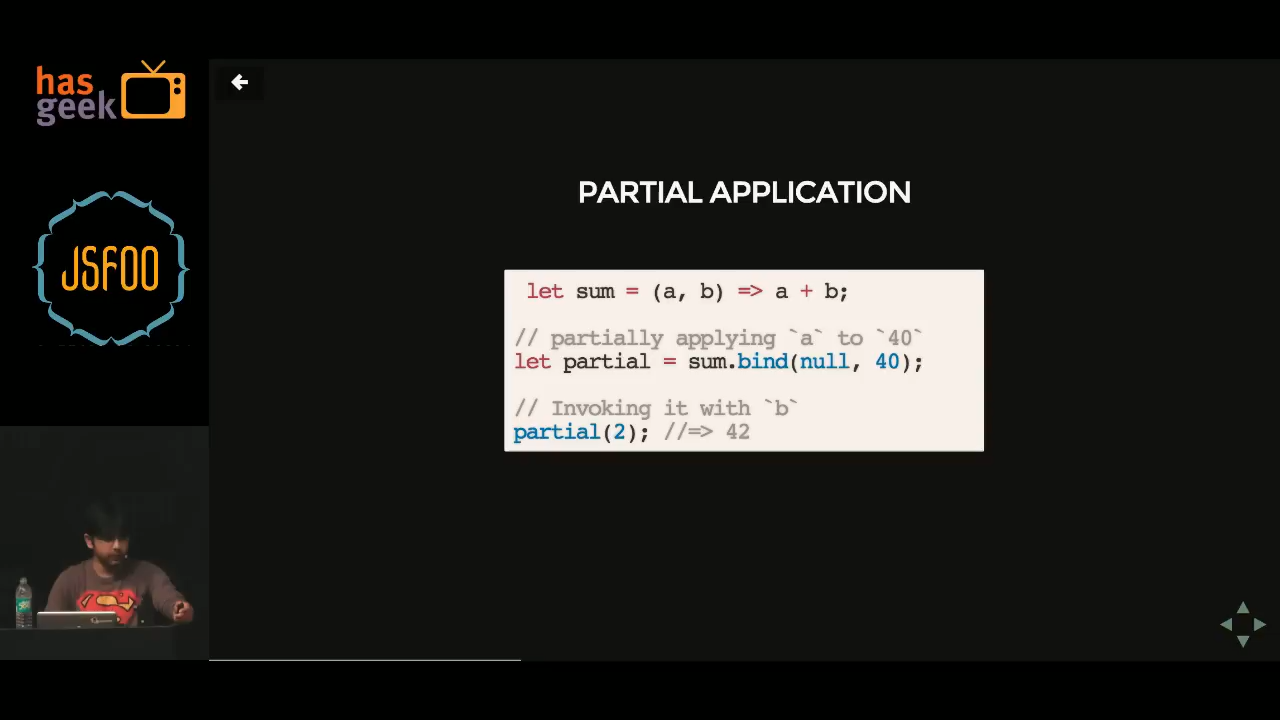 has
geek
JSFOO
PARTIAL APPLICATION
let sum = (a, b) => a + b;
// partially applying `a` to `40`
let partial = sum.bind(null, 40);
// Invoking it with `b`
partial(2); //=> 42